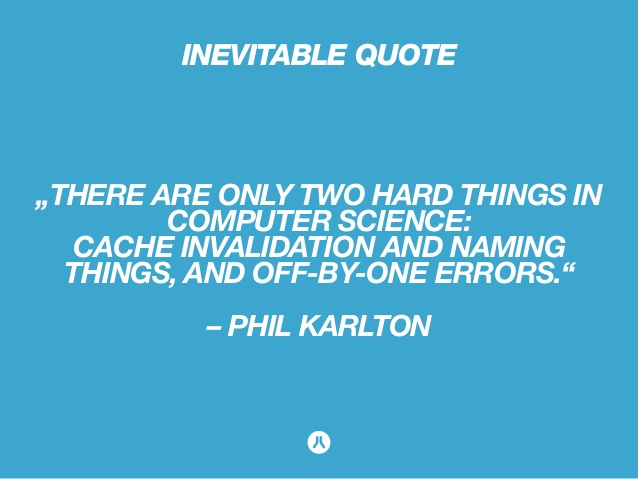 INEVITABLE QUOTE
„THERE ARE ONLY TWO HARD THINGS IN
COMPUTER SCIENCE:
CACHE INVALIDATION AND NAMING
THINGS, AND OFF-BY-ONE ERRORS.“
– PHIL KARLTON